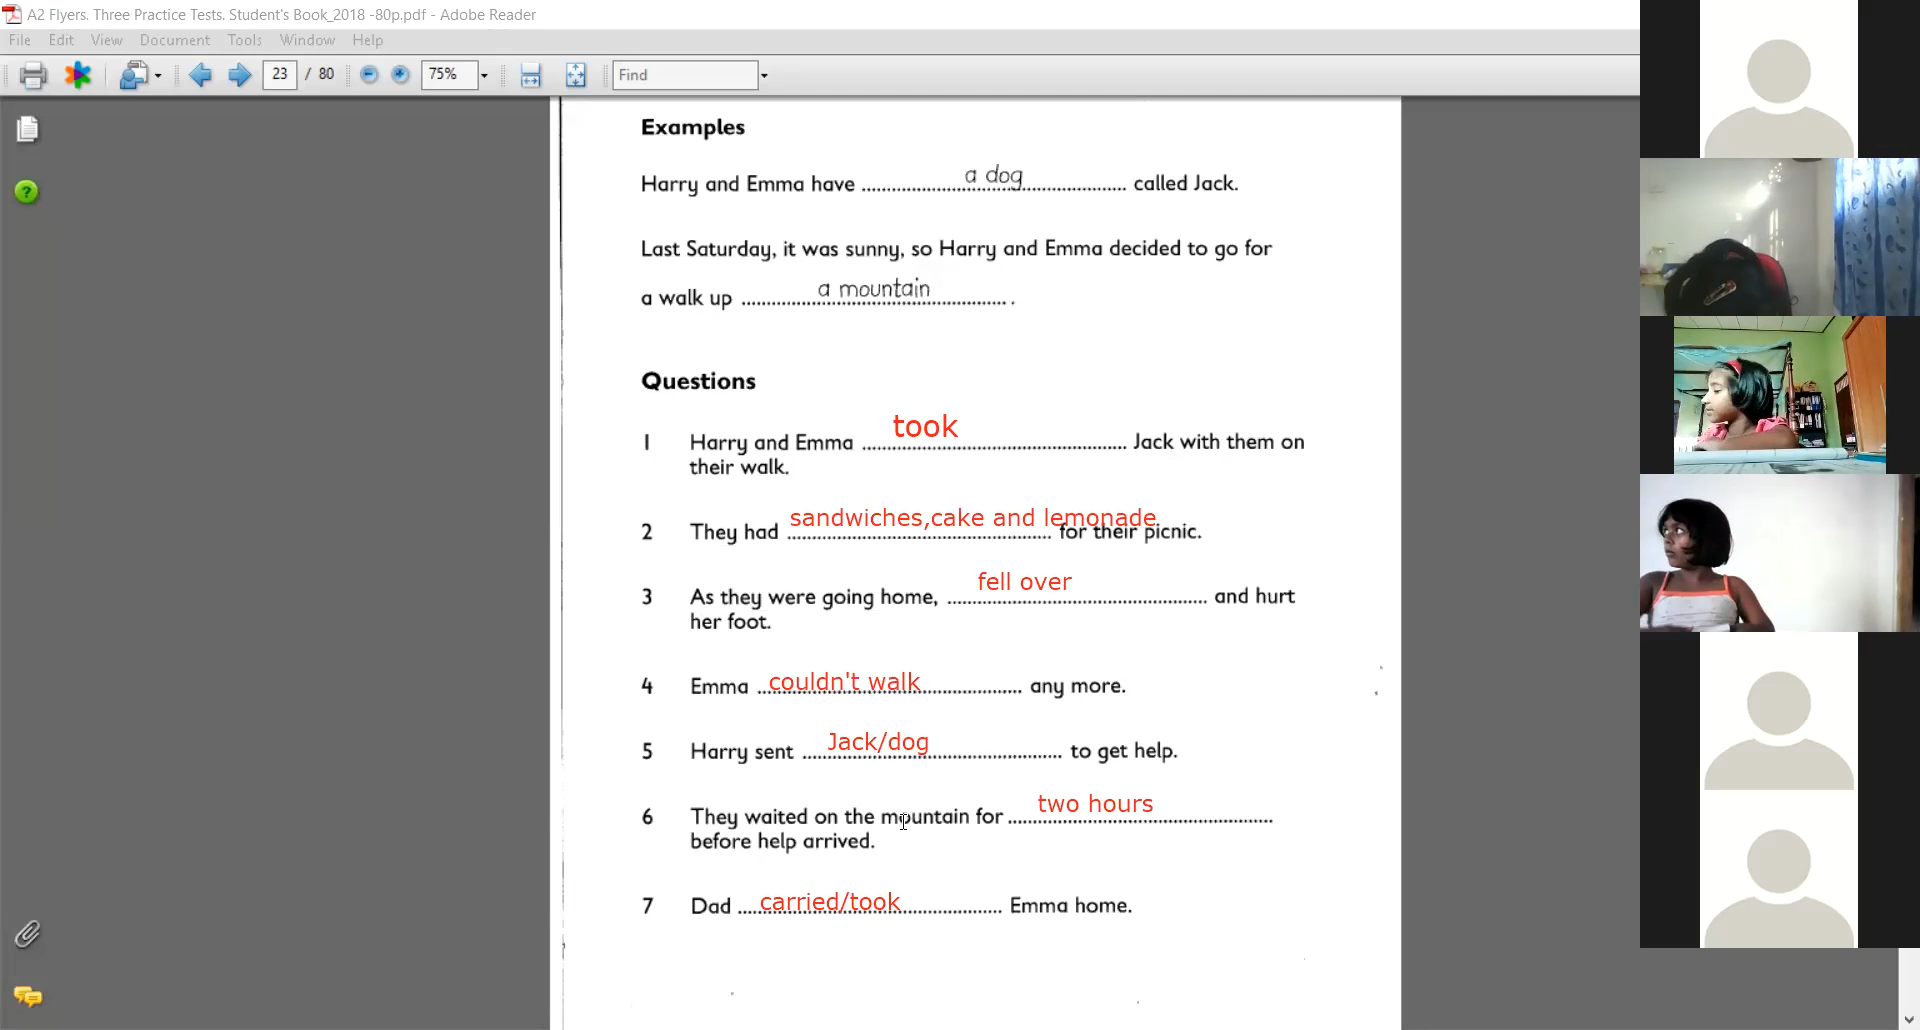 A2 Flyers. Three Practice Tests. Student's Book_2018 -80p.pdf - Adobe Reader
File Edit View Document Tools Window Help
23 / 80 75% Find
Examples
Harry and Emma have a dog called Jack.
Last Saturday, it was sunny, so Harry and Emma decided to go for
a walk up a mountain .
Questions
1 Harry and Emma took Jack with them on
their walk.
2 They had sandwiches,cake and lemonade for their picnic.
3 As they were going home, fell over and hurt
her foot.
4 Emma couldn't walk any more.
5 Harry sent Jack/dog to get help.
6 They waited on the mountain for two hours
before help arrived.
7 Dad carried/took Emma home.